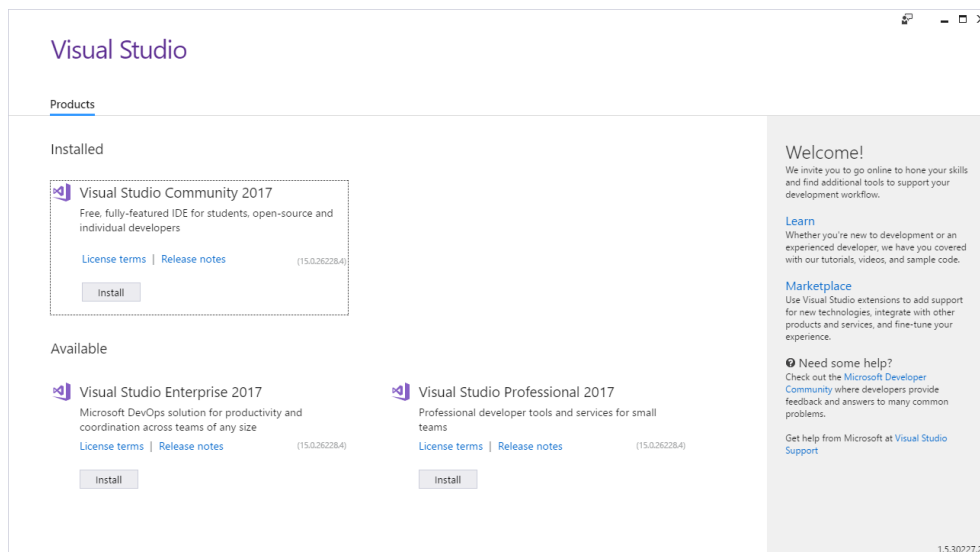 Visual Studio
Products
Installed
Visual Studio Community 2017
Free, fully-featured IDE for students, open-source and
individual developers
License terms | Release notes (15.0.26228.4)
Install
Available
Visual Studio Enterprise 2017
Microsoft DevOps solution for productivity and
coordination across teams of any size
License terms | Release notes (15.0.26228.4)
Install
Visual Studio Professional 2017
Professional developer tools and services for small
teams
License terms | Release notes (15.0.26228.4)
Install
Welcome!
We invite you to go online to hone your skills
and find additional tools to support your
development workflow.
Learn
Whether you're new to development or an
experienced developer, we have you covered
with our tutorials, videos, and sample code.
Marketplace
Use Visual Studio extensions to add support
for new technologies, integrate with other
products and services, and fine-tune your
experience.
Need some help?
Check out the Microsoft Developer
Community where developers provide
feedback and answers to many common
problems.
Get help from Microsoft at Visual Studio
Support